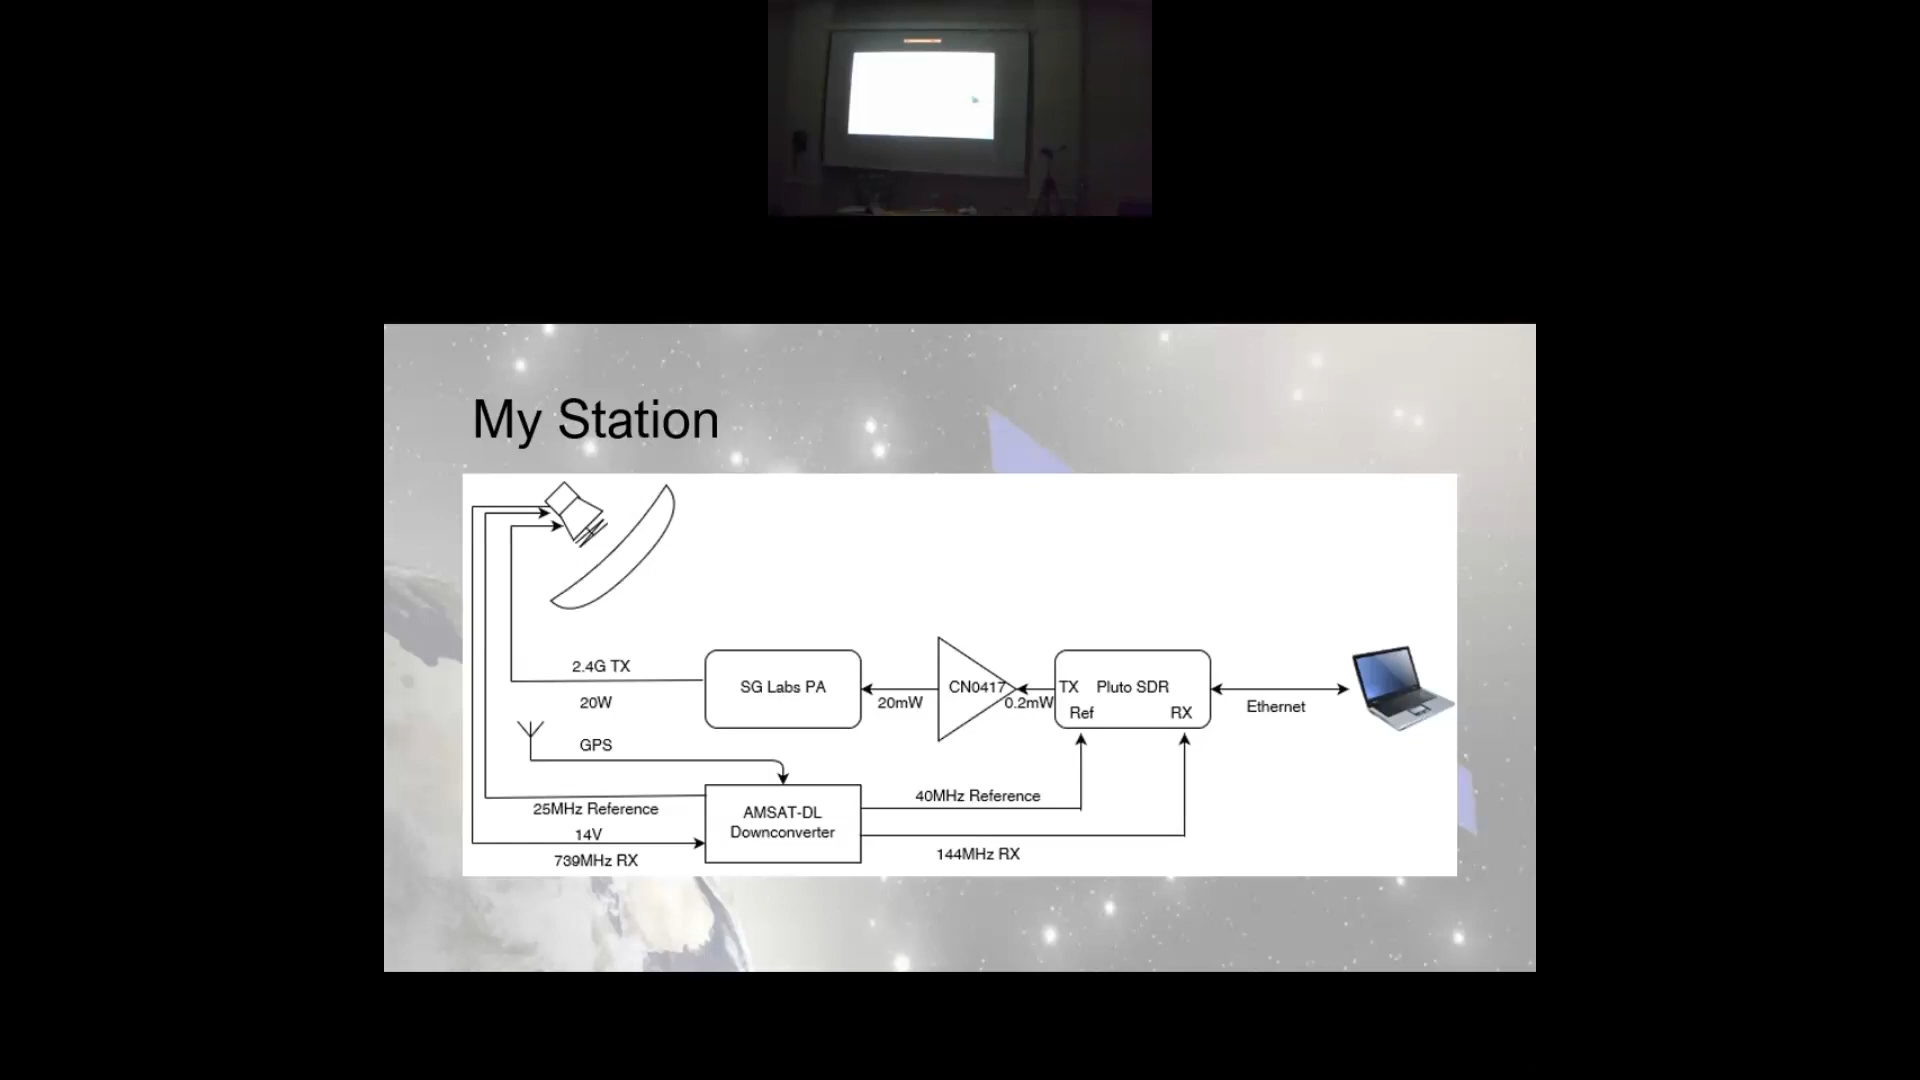 My Station
2.4G TX
20W
SG Labs PA
20mW
CN0417
0.2mW
TX Pluto SDR
Ref RX
Ethernet
GPS
25MHz Reference
14V
739MHz RX
AMSAT-DL
Downconverter
40MHz Reference
144MHz RX